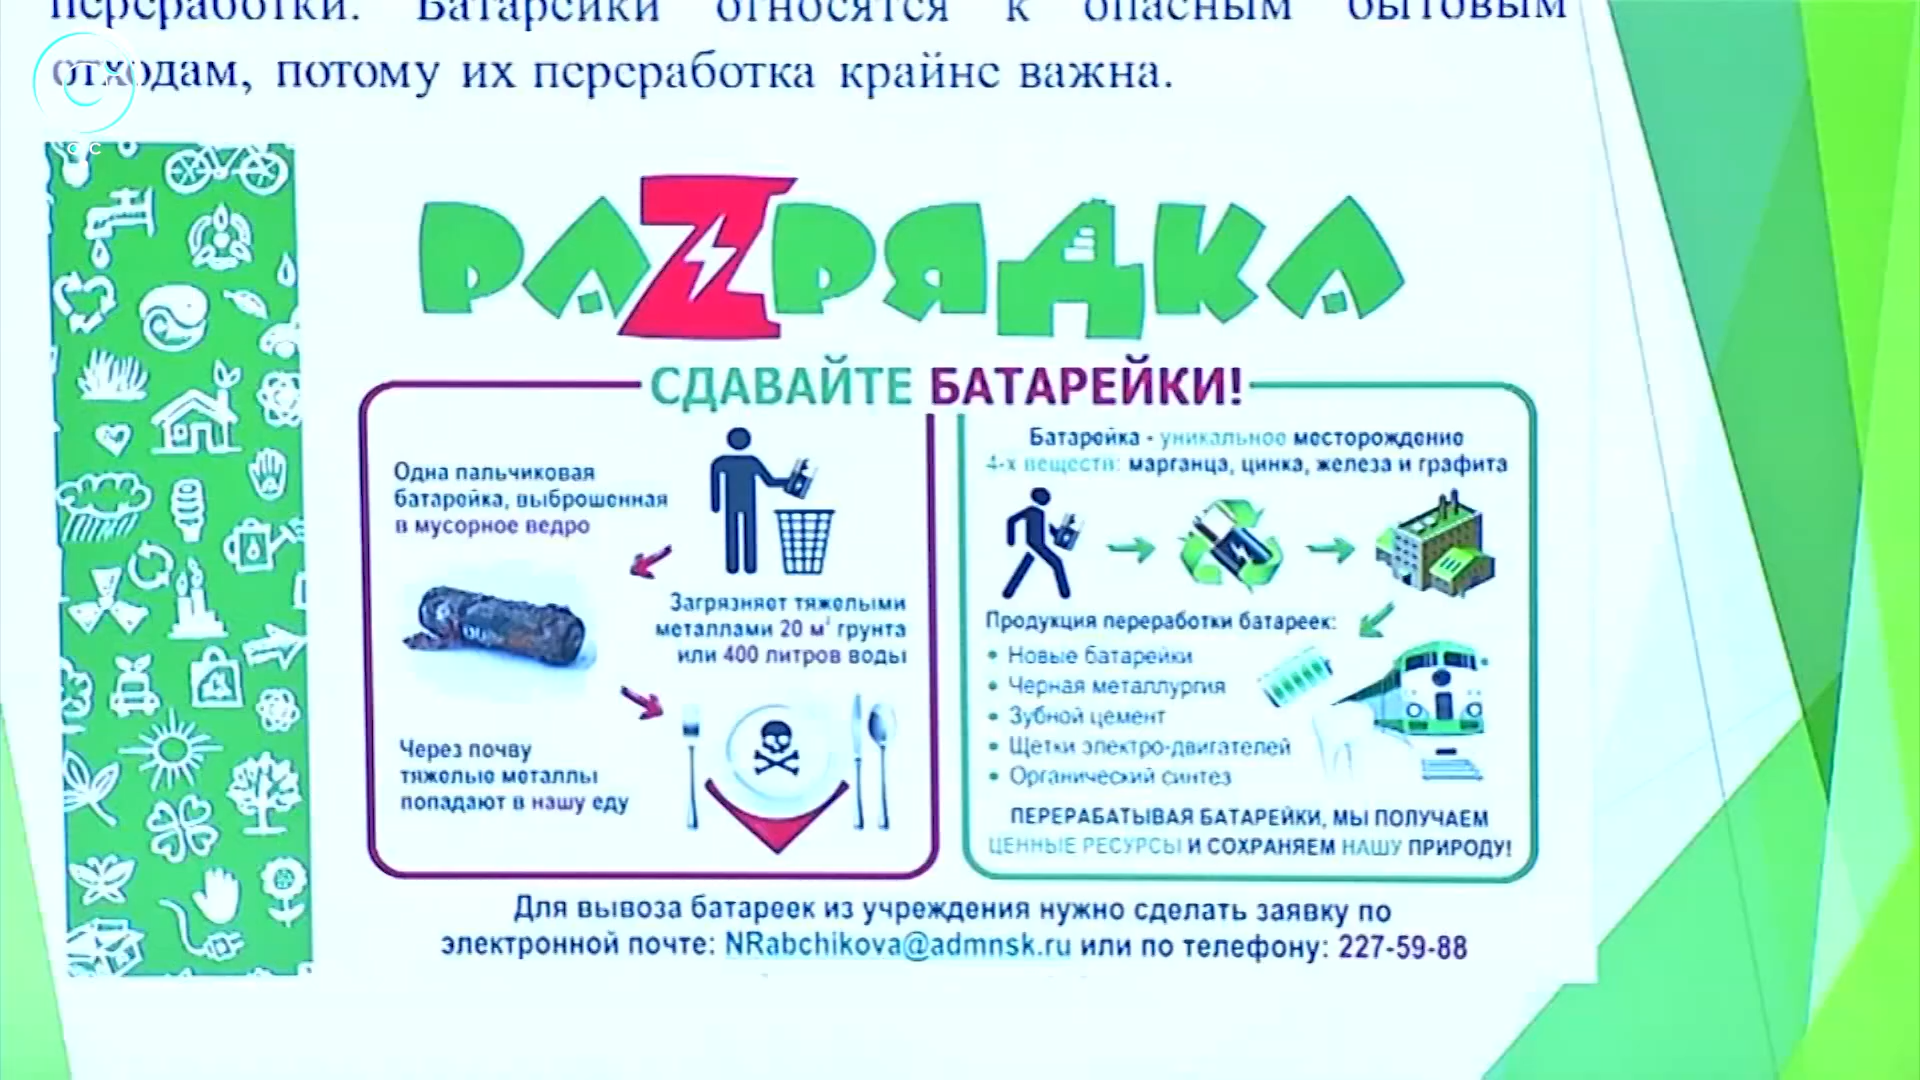 переработки. Батарейки относятся к опасным бытовым
отходам, потому их переработка крайне важна.
ОТС
РАZРЯДКА
СДАВАЙТЕ БАТАРЕЙКИ!
Одна пальчиковая
батарейка, выброшенная
в мусорное ведро
Загрязняет тяжелыми
металлами 20 м² грунта
или 400 литров воды
Через почву
тяжелые металлы
попадают в нашу еду
Батарейка - уникальное месторождение
4-х веществ: марганца, цинка, железа и графита
Продукция переработки батареек:
• Новые батарейки
• Черная металлургия
• Зубной цемент
• Щетки электро-двигателей
• Органический синтез
ПЕРЕРАБАТЫВАЯ БАТАРЕЙКИ, МЫ ПОЛУЧАЕМ
ЦЕННЫЕ РЕСУРСЫ И СОХРАНЯЕМ НАШУ ПРИРОДУ!
Для вывоза батареек из учреждения нужно сделать заявку по
электронной почте: NRabchikova@admnsk.ru или по телефону: 227-59-88